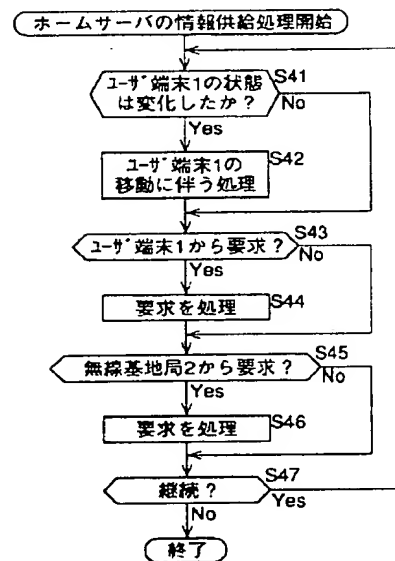 ホームサーバの情報供給処理開始
S41
ユーザ端末1の状態
は変化したか?
No
Yes
S42
ユーザ端末1の
移動に伴う処理
S43
ユーザ端末1から要求?
No
Yes
S44
要求を処理
S45
無線基地局2から要求?
No
Yes
S46
要求を処理
S47
継続?
Yes
No
終了